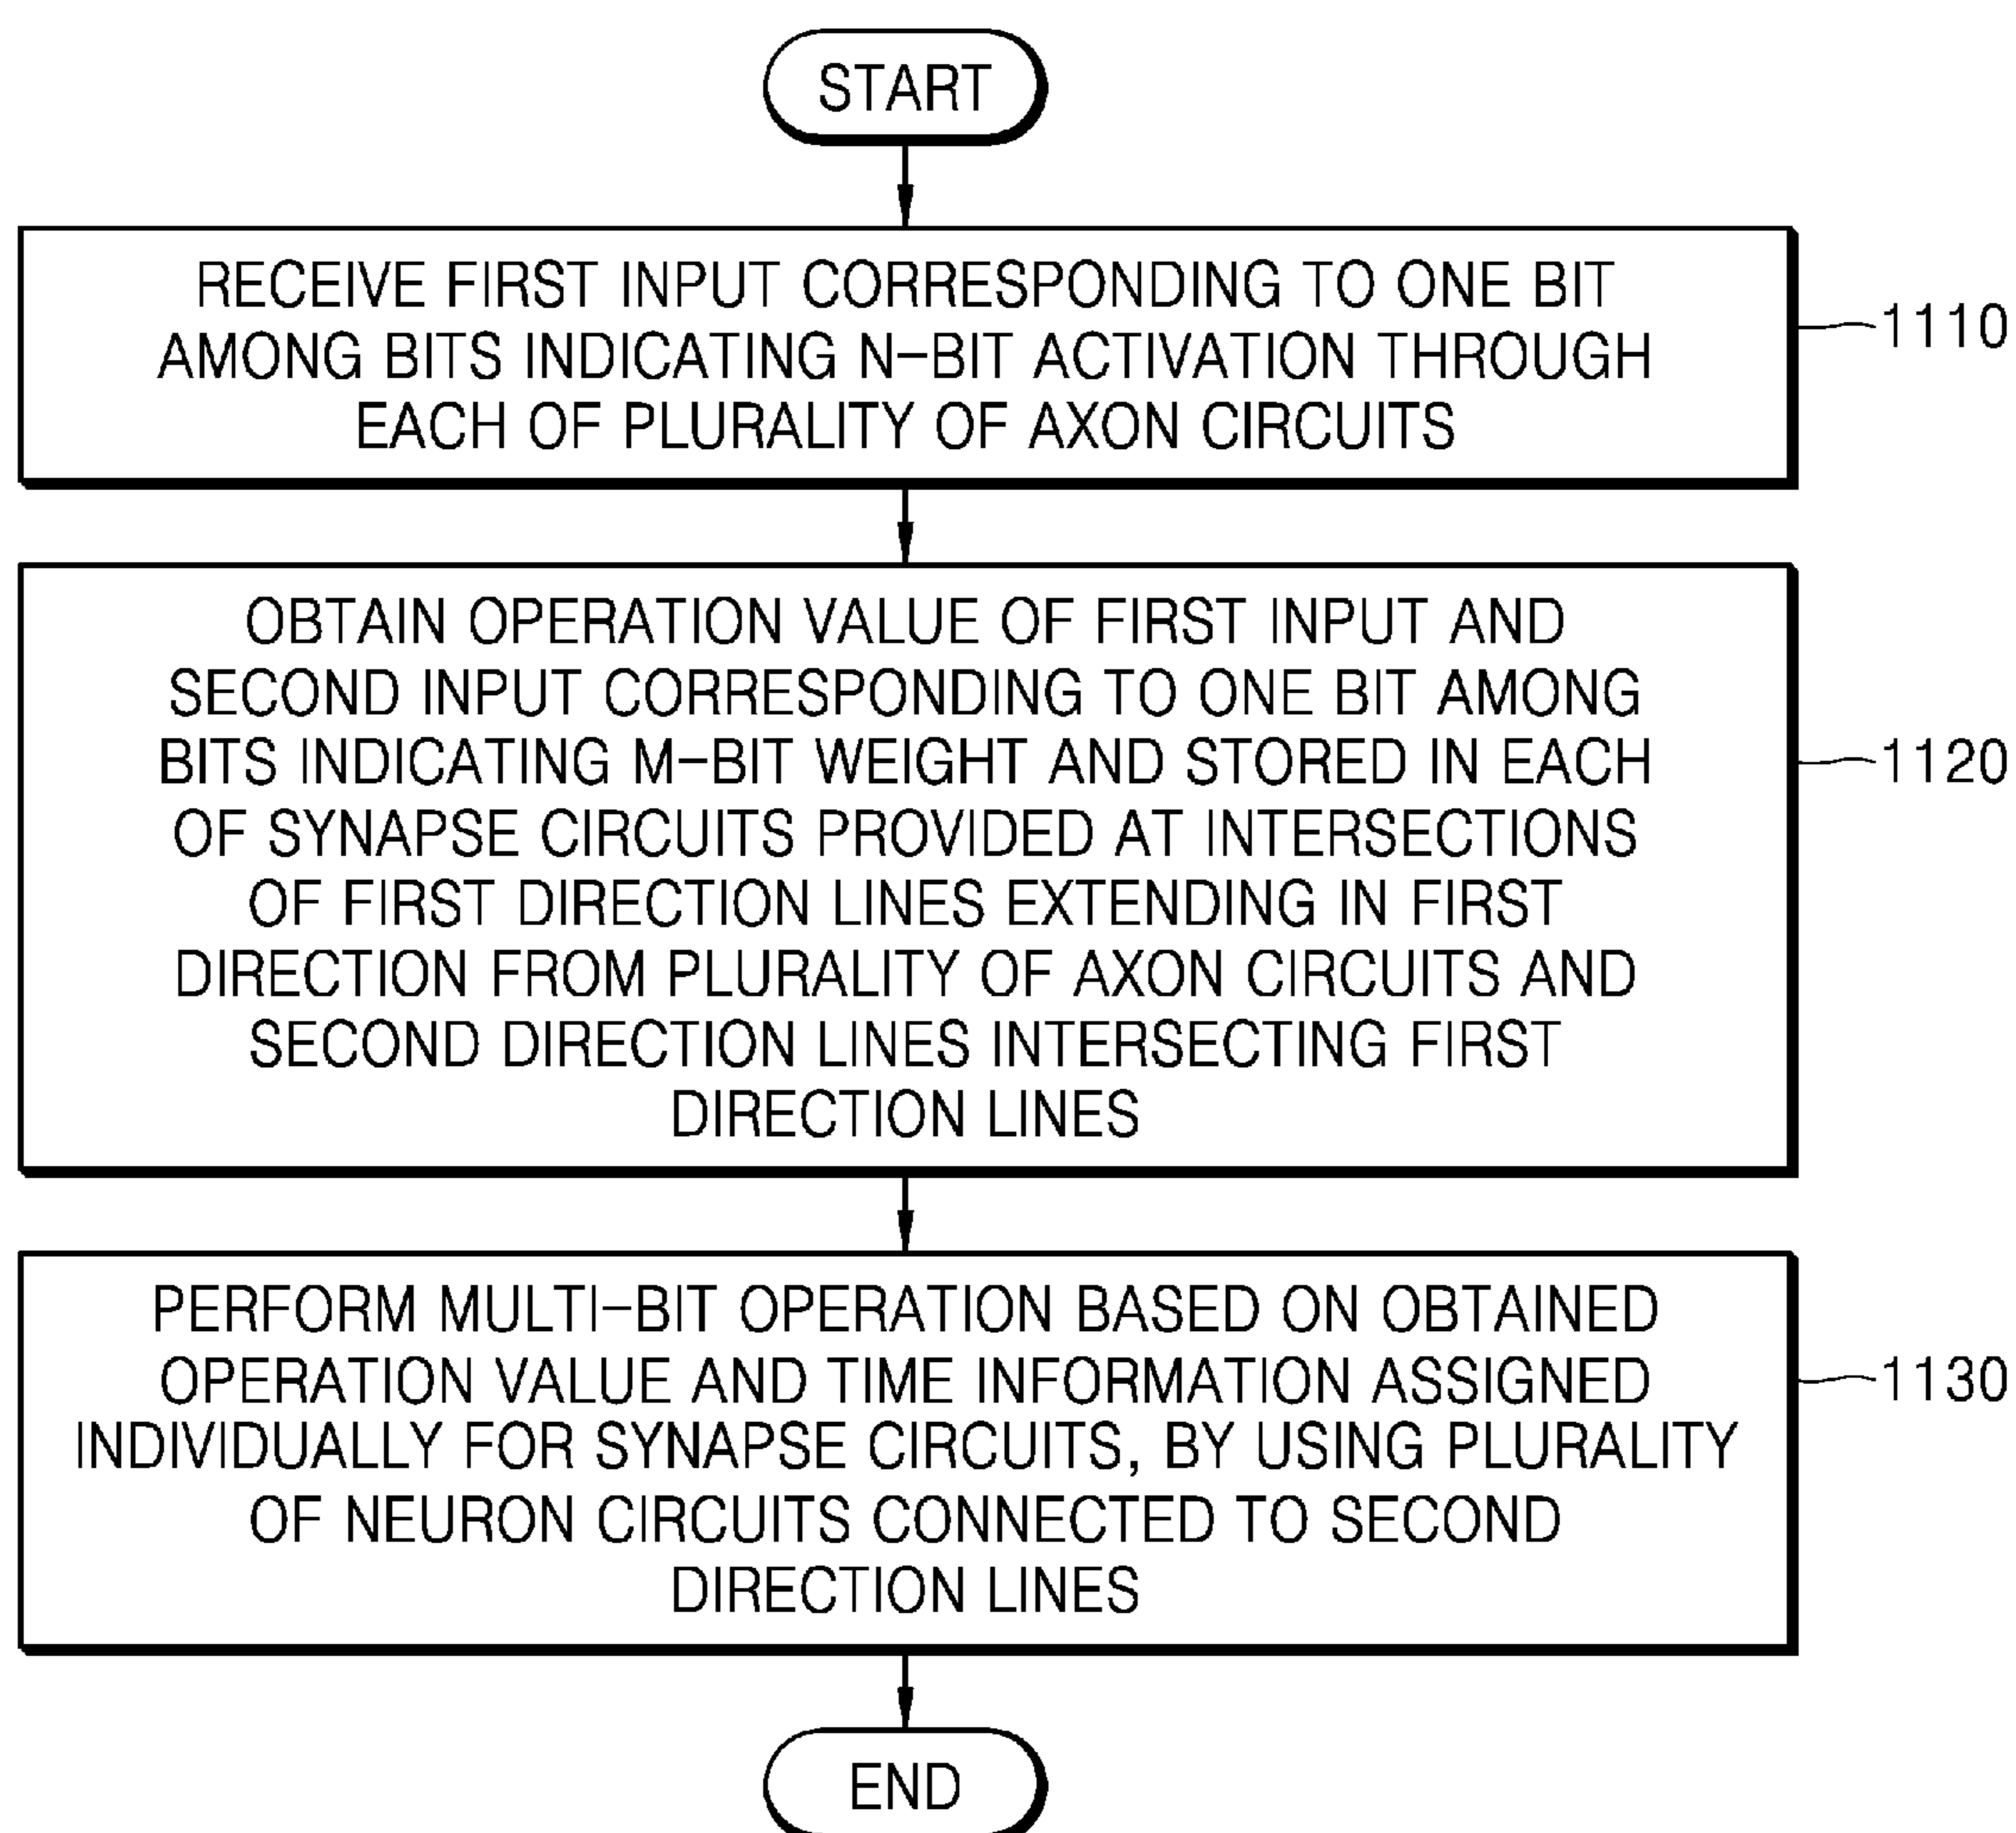 START
RECEIVE FIRST INPUT CORRESPONDING TO ONE BIT
AMONG BITS INDICATING N-BIT ACTIVATION THROUGH
EACH OF PLURALITY OF AXON CIRCUITS
1110
OBTAIN OPERATION VALUE OF FIRST INPUT AND
SECOND INPUT CORRESPONDING TO ONE BIT AMONG
BITS INDICATING M-BIT WEIGHT AND STORED IN EACH
OF SYNAPSE CIRCUITS PROVIDED AT INTERSECTIONS
OF FIRST DIRECTION LINES EXTENDING IN FIRST
DIRECTION FROM PLURALITY OF AXON CIRCUITS AND
SECOND DIRECTION LINES INTERSECTING FIRST
DIRECTION LINES
1120
PERFORM MULTI-BIT OPERATION BASED ON OBTAINED
OPERATION VALUE AND TIME INFORMATION ASSIGNED
INDIVIDUALLY FOR SYNAPSE CIRCUITS, BY USING PLURALITY
OF NEURON CIRCUITS CONNECTED TO SECOND
DIRECTION LINES
1130
END